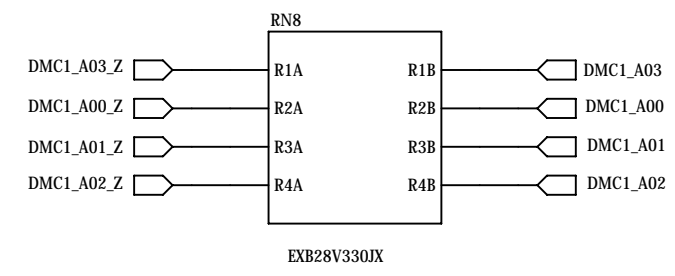 RN8
DMC1_A03_Z R1A R1B DMC1_A03
DMC1_A00_Z R2A R2B DMC1_A00
DMC1_A01_Z R3A R3B DMC1_A01
DMC1_A02_Z R4A R4B DMC1_A02
EXB28V330JX